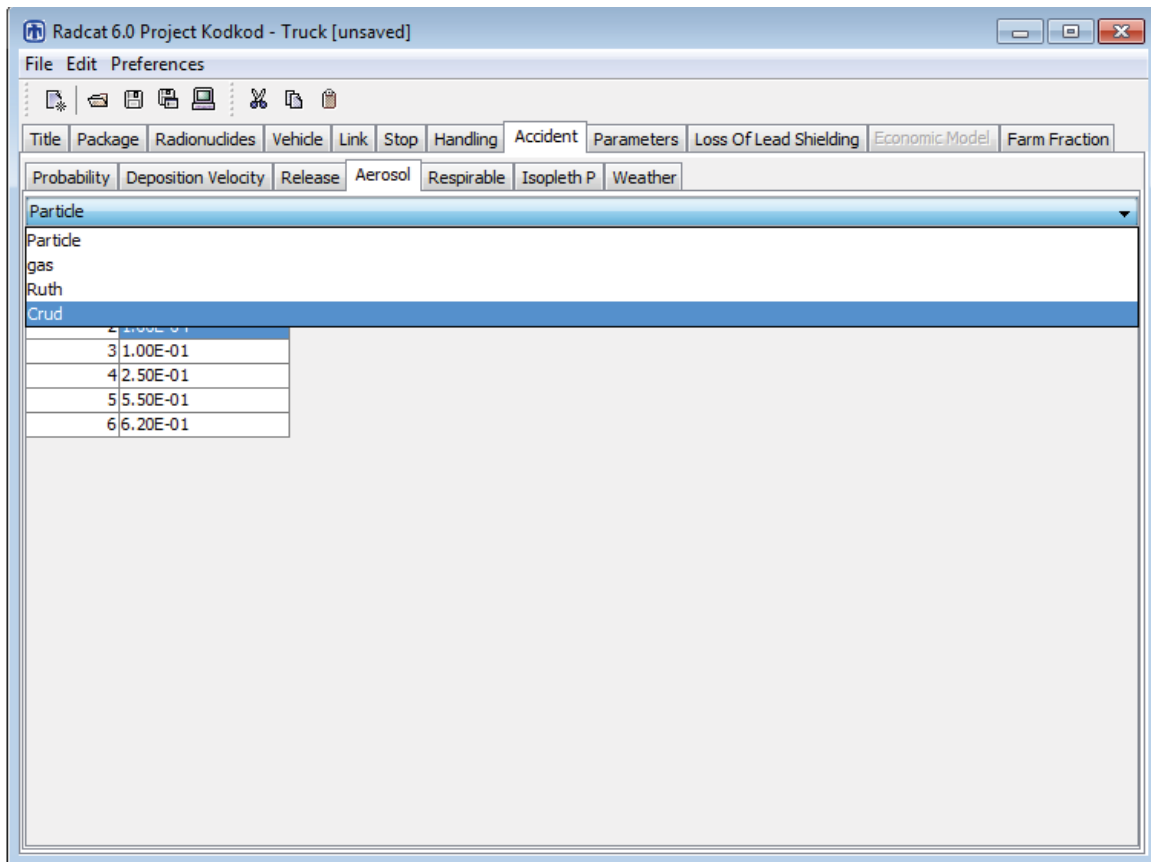 Radcat 6.0 Project Kodkod - Truck [unsaved]
File Edit Preferences
Title Package Radionuclides Vehicle Link Stop Handling Accident Parameters Loss Of Lead Shielding Economic Model Farm Fraction
Probability Deposition Velocity Release Aerosol Respirable Isopleth P Weather
Particle
Particle
gas
Ruth
Crud
3 1.00E-01
4 2.50E-01
5 5.50E-01
6 6.20E-01